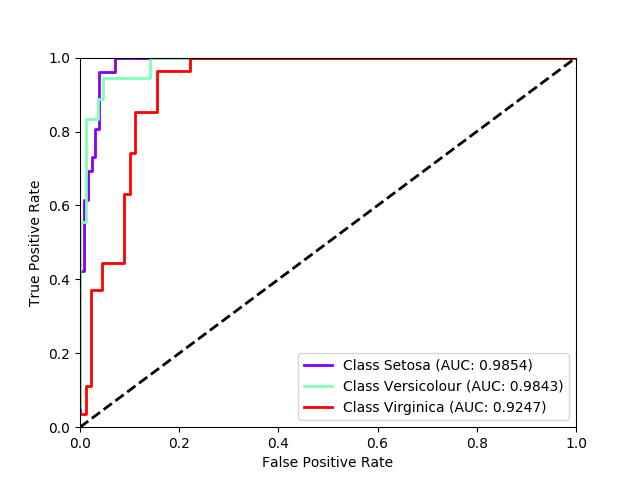 1.0
0.8
0.6
0.4
0.2
0.0
True Positive Rate
Class Setosa (AUC: 0.9854)
Class Versicolour (AUC: 0.9843)
Class Virginica (AUC: 0.9247)
0.0 0.2 0.4 0.6 0.8 1.0
False Positive Rate